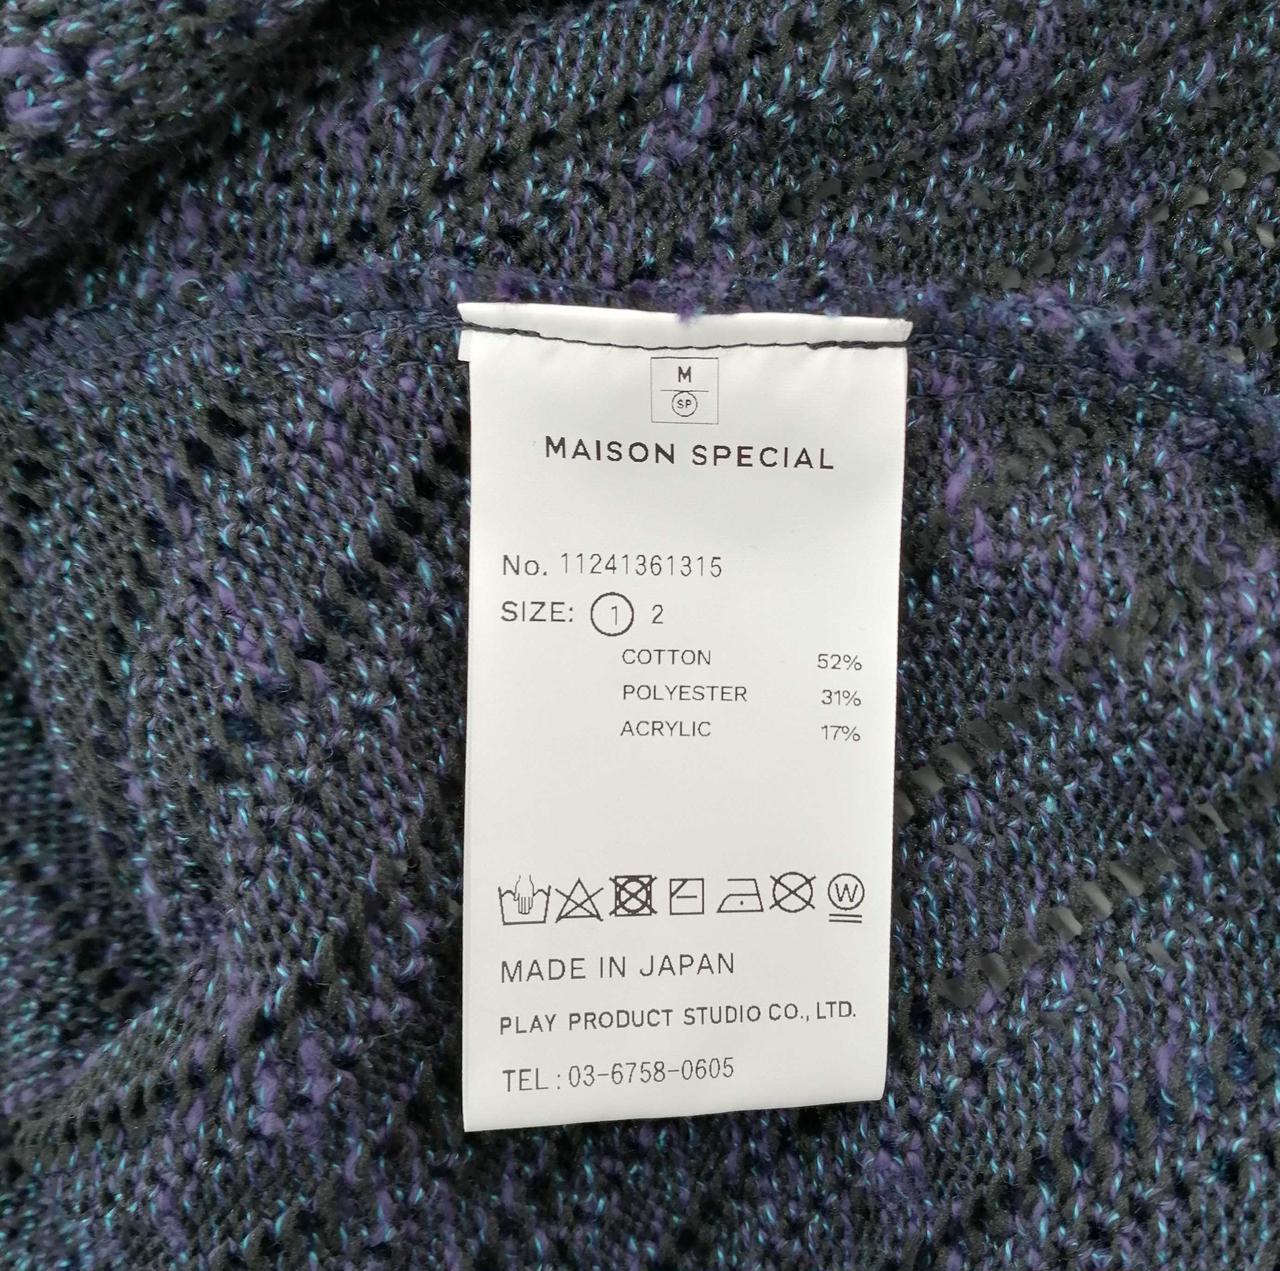 M
SP
MAISON SPECIAL
No. 11241361315
SIZE: 1 2
COTTON 52%
POLYESTER 31%
ACRYLIC 17%
W
MADE IN JAPAN
PLAY PRODUCT STUDIO CO., LTD.
TEL : 03-6758-0605